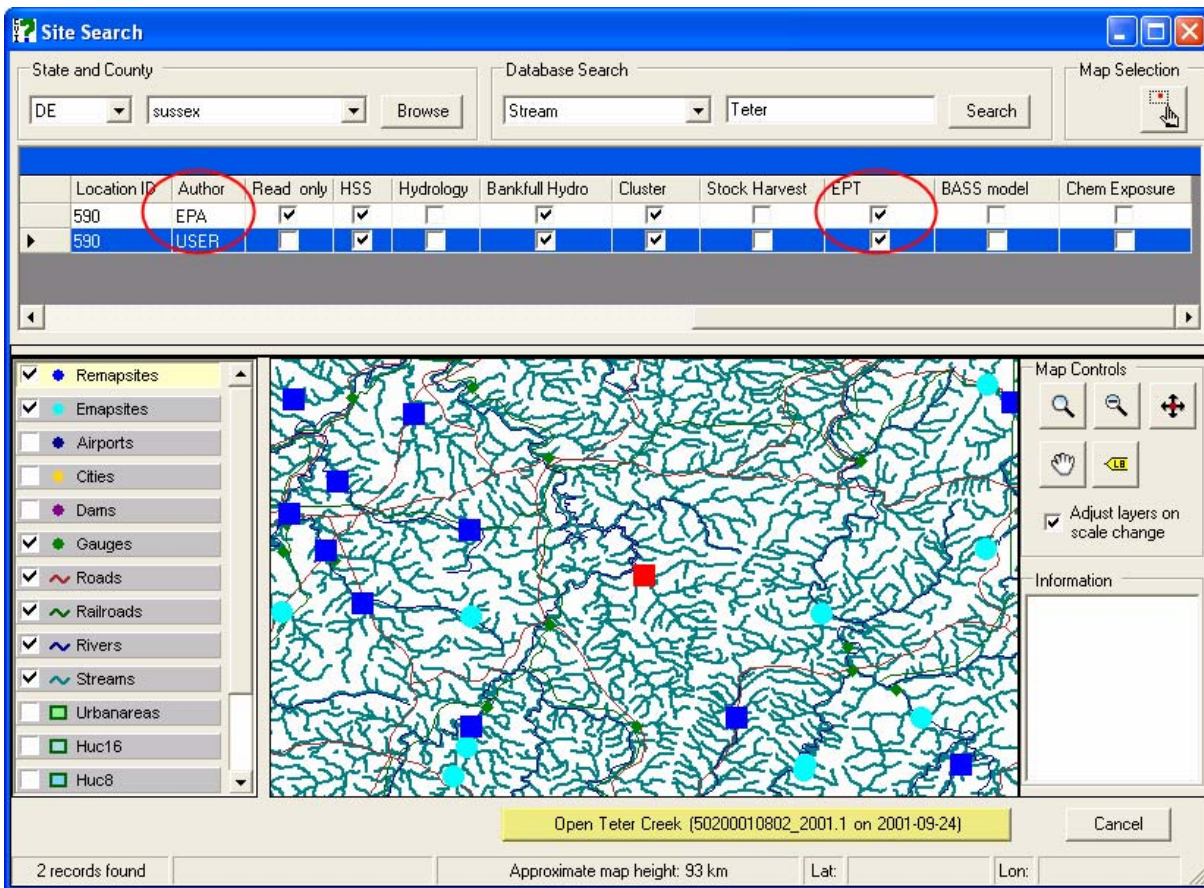 Site Search
State and County
Database Search
Map Selection
DE sussex Browse Stream Teter Search
Location ID Author Read only HSS Hydrology Bankfull Hydro Cluster Stock Harvest EPT BASS model Chem Exposure
590 EPA
590 USER
Remapsites
Emapsites
Airports
Cities
Dams
Gauges
Roads
Railroads
Rivers
Streams
Urbanareas
Huc16
Huc8
Map Controls
LB
Adjust layers on
scale change
Information
Open Teter Creek (50200010802_2001.1 on 2001-09-24) Cancel
2 records found Approximate map height: 93 km Lat: Lon: